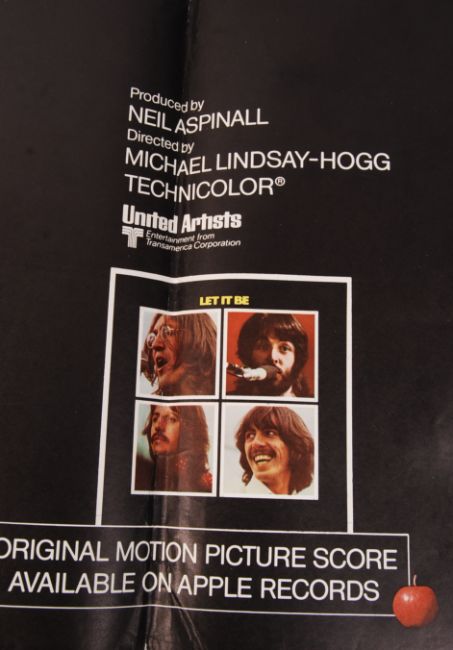 Produced by
NEIL ASPINALL
Directed by
MICHAEL LINDSAY-HOGG
TECHNICOLOR®
United Artists
Entertainment from
Transamerica Corporation
LET IT BE
ORIGINAL MOTION PICTURE SCORE
AVAILABLE ON APPLE RECORDS